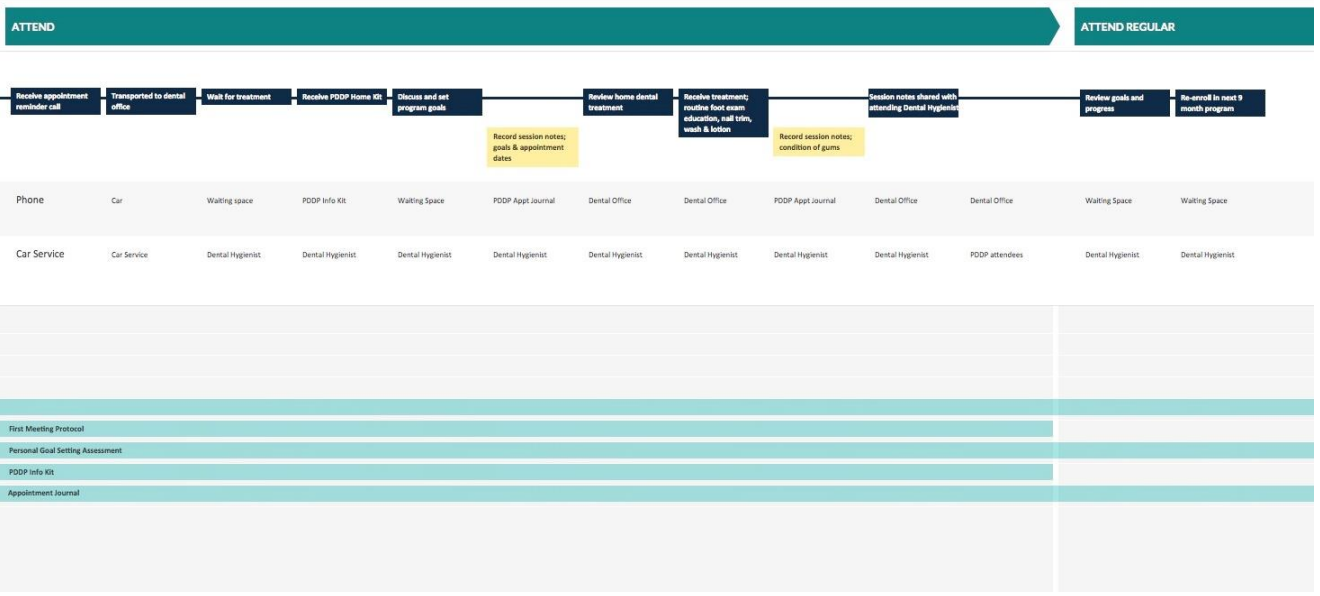 ATTEND
ATTEND REGULAR
Receive appointment
reminder call
Transported to dental
office
Wait for treatment
Receive PDDP Home Kit
Discuss and set
program goals
Record session notes;
goals & appointment
dates
Review home dental
treatment
Receive treatment;
routine foot exam
education, nail trim,
wash & lotion
Record session notes;
condition of gums
Session notes shared with
attending Dental Hygienist
Review goals and
progress
Re-enroll in next 9
month program
Phone
Car
Waiting space
PDDP Info Kit
Waiting Space
PDDP Appt Journal
Dental Office
Dental Office
PDDP Appt Journal
Dental Office
Dental Office
Waiting Space
Waiting Space
Car Service
Car Service
Dental Hygienist
Dental Hygienist
Dental Hygienist
Dental Hygienist
Dental Hygienist
Dental Hygienist
Dental Hygienist
Dental Hygienist
PDDP attendees
Dental Hygienist
Dental Hygienist
First Meeting Protocol
Personal Goal Setting Assessment
PDDP Info Kit
Appointment Journal